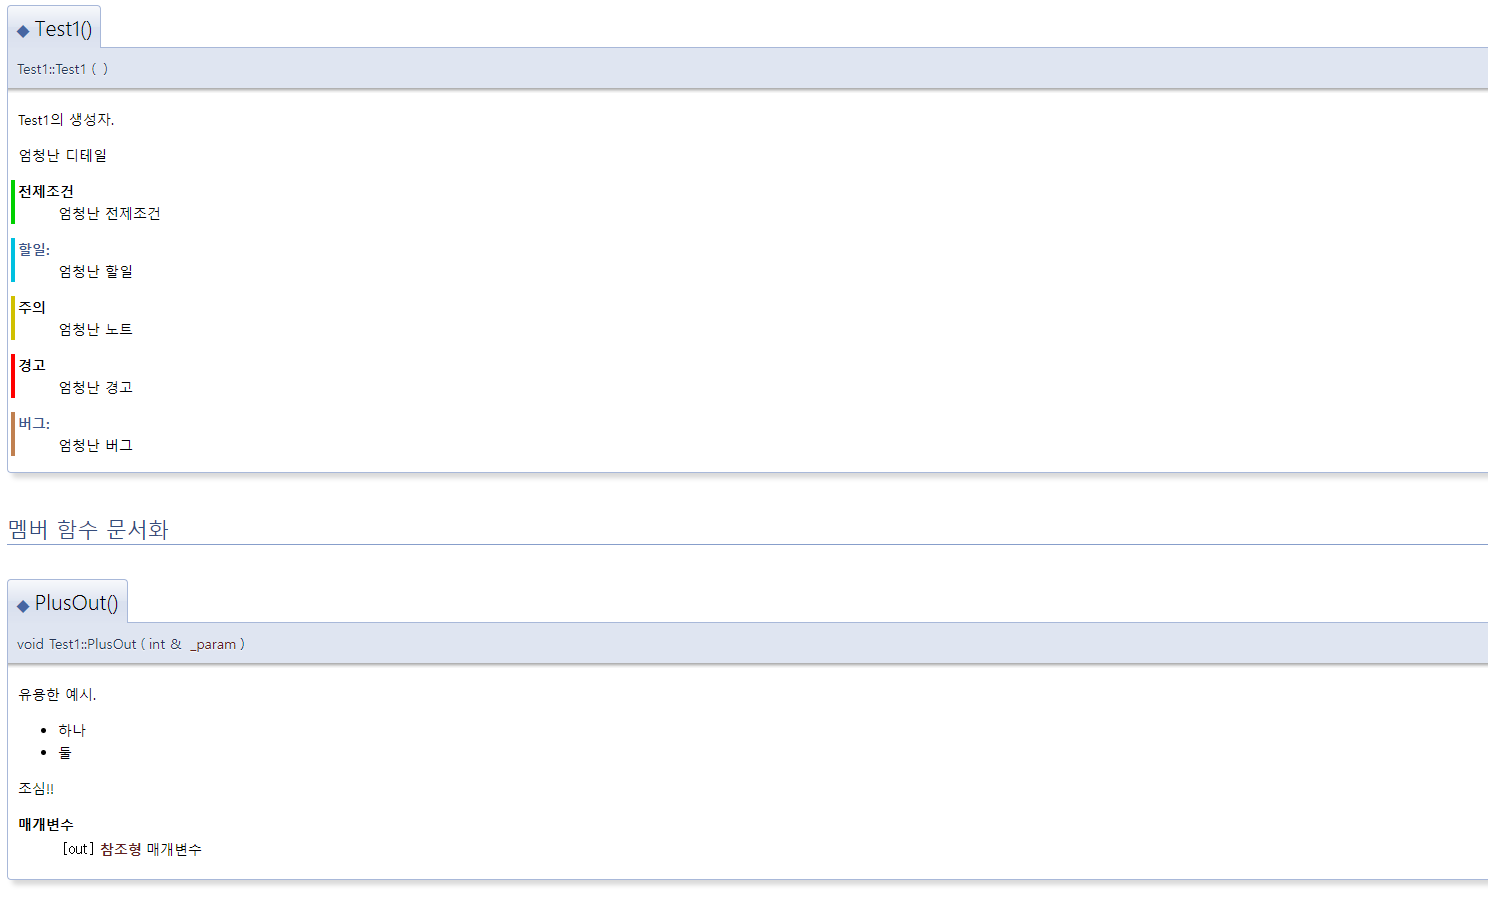 ◆ Test1()
Test1::Test1 ( )
Test1의 생성자.
엄청난 디테일
전제조건
엄청난 전제조건
할일:
엄청난 할일
주의
엄청난 노트
경고
엄청난 경고
버그:
엄청난 버그
멤버 함수 문서화
◆ PlusOut()
void Test1::PlusOut ( int & _param )
유용한 예시.
• 하나
• 둘
조심!!
매개변수
[out] 참조형 매개변수